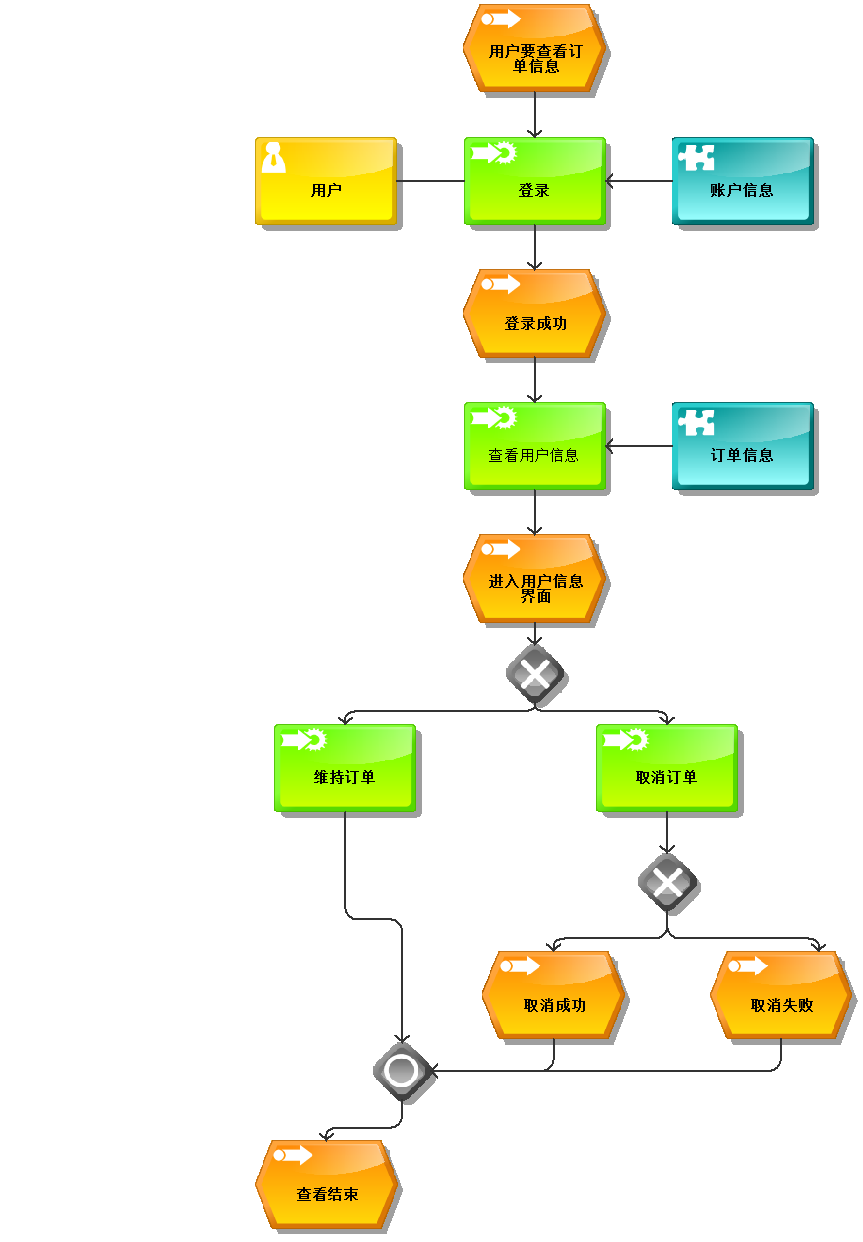 用户要查看订
单信息
用户
登录
账户信息
登录成功
查看用户信息
订单信息
进入用户信息
界面
维持订单
取消订单
取消成功
取消失败
查看结束